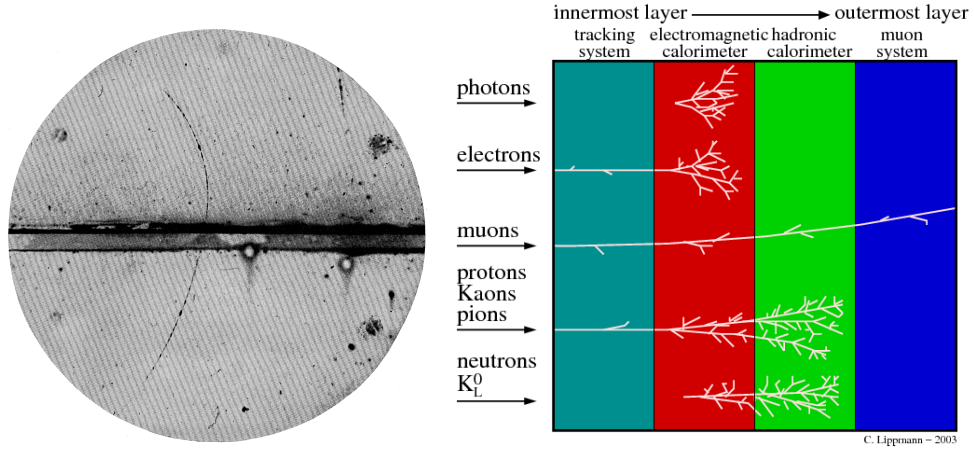 innermost layer outermost layer
tracking system
electromagnetic calorimeter
hadronic calorimeter
muon system
photons
electrons
muons
protons
Kaons
pions
neutrons
K⁰_L
C. Lippmann – 2003